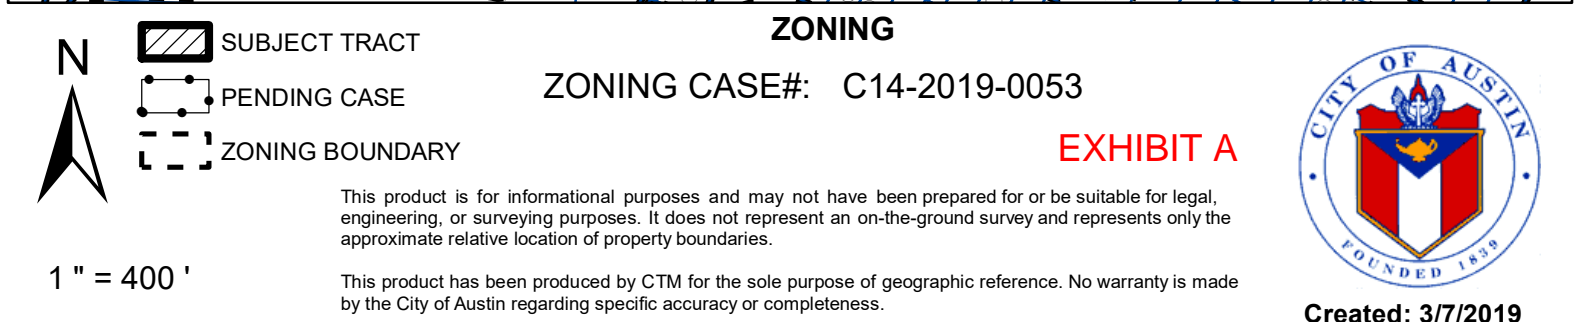 ZONING
N
SUBJECT TRACT
PENDING CASE
ZONING BOUNDARY
ZONING CASE#: C14-2019-0053
EXHIBIT A
This product is for informational purposes and may not have been prepared for or be suitable for legal,
engineering, or surveying purposes. It does not represent an on-the-ground survey and represents only the
approximate relative location of property boundaries.
1 " = 400 '
This product has been produced by CTM for the sole purpose of geographic reference. No warranty is made
by the City of Austin regarding specific accuracy or completeness.
CITY OF AUSTIN
FOUNDED 1839
Created: 3/7/2019